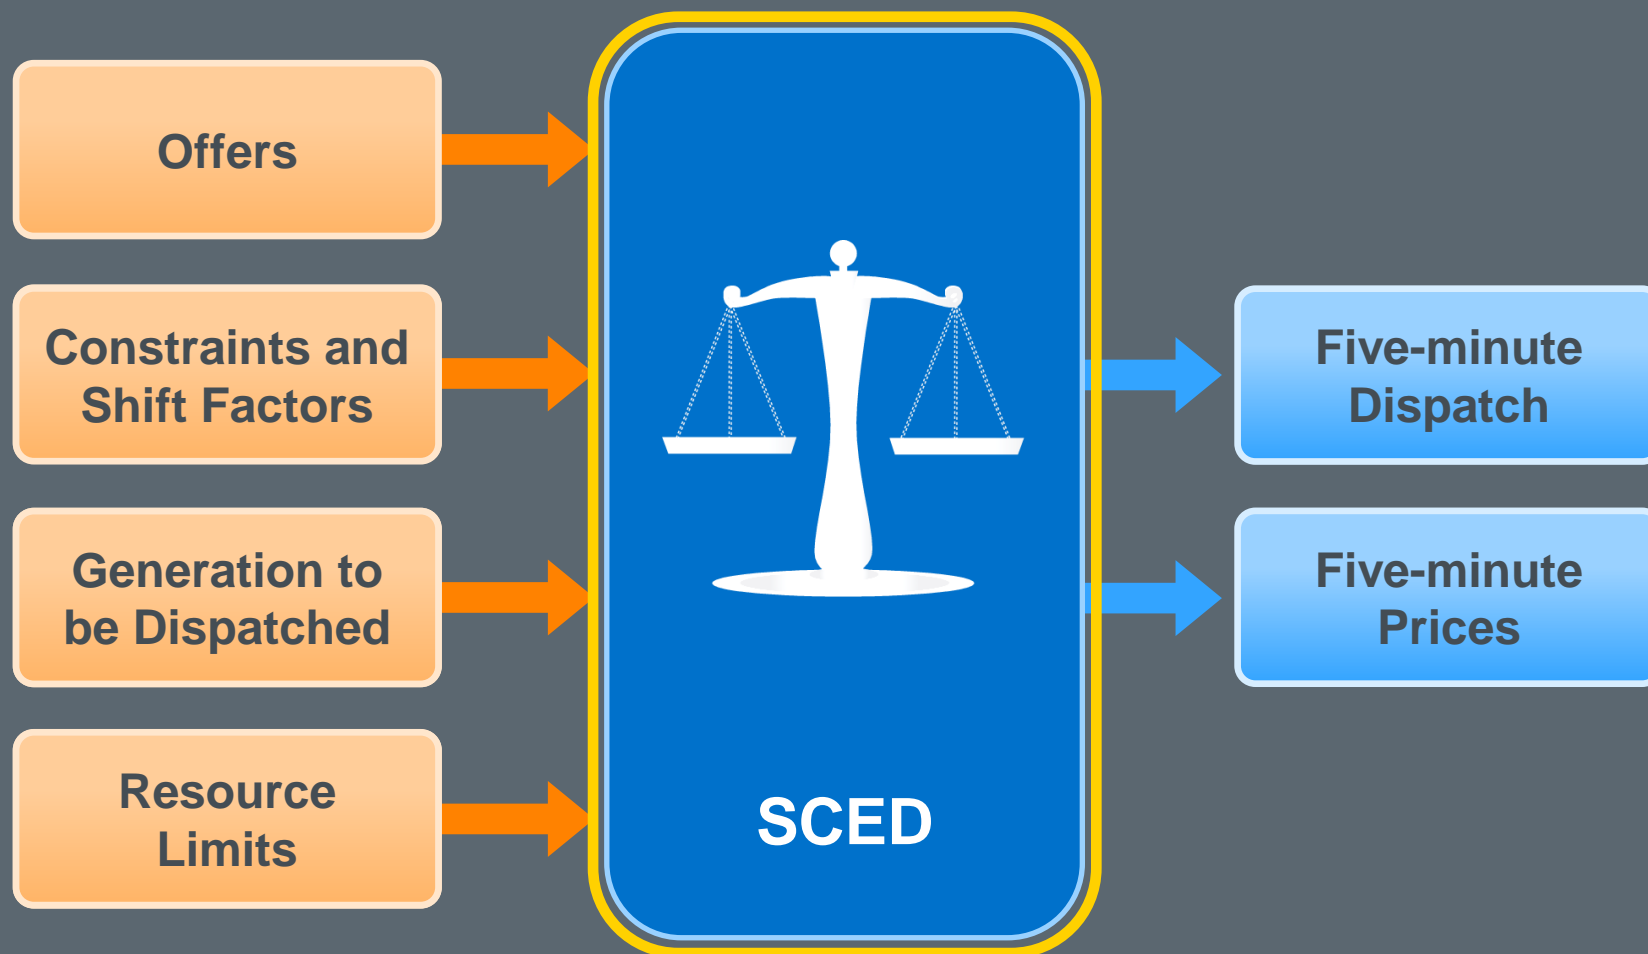 Offers
Constraints and
Shift Factors
Generation to
be Dispatched
Resource
Limits
SCED
Five-minute
Dispatch
Five-minute
Prices